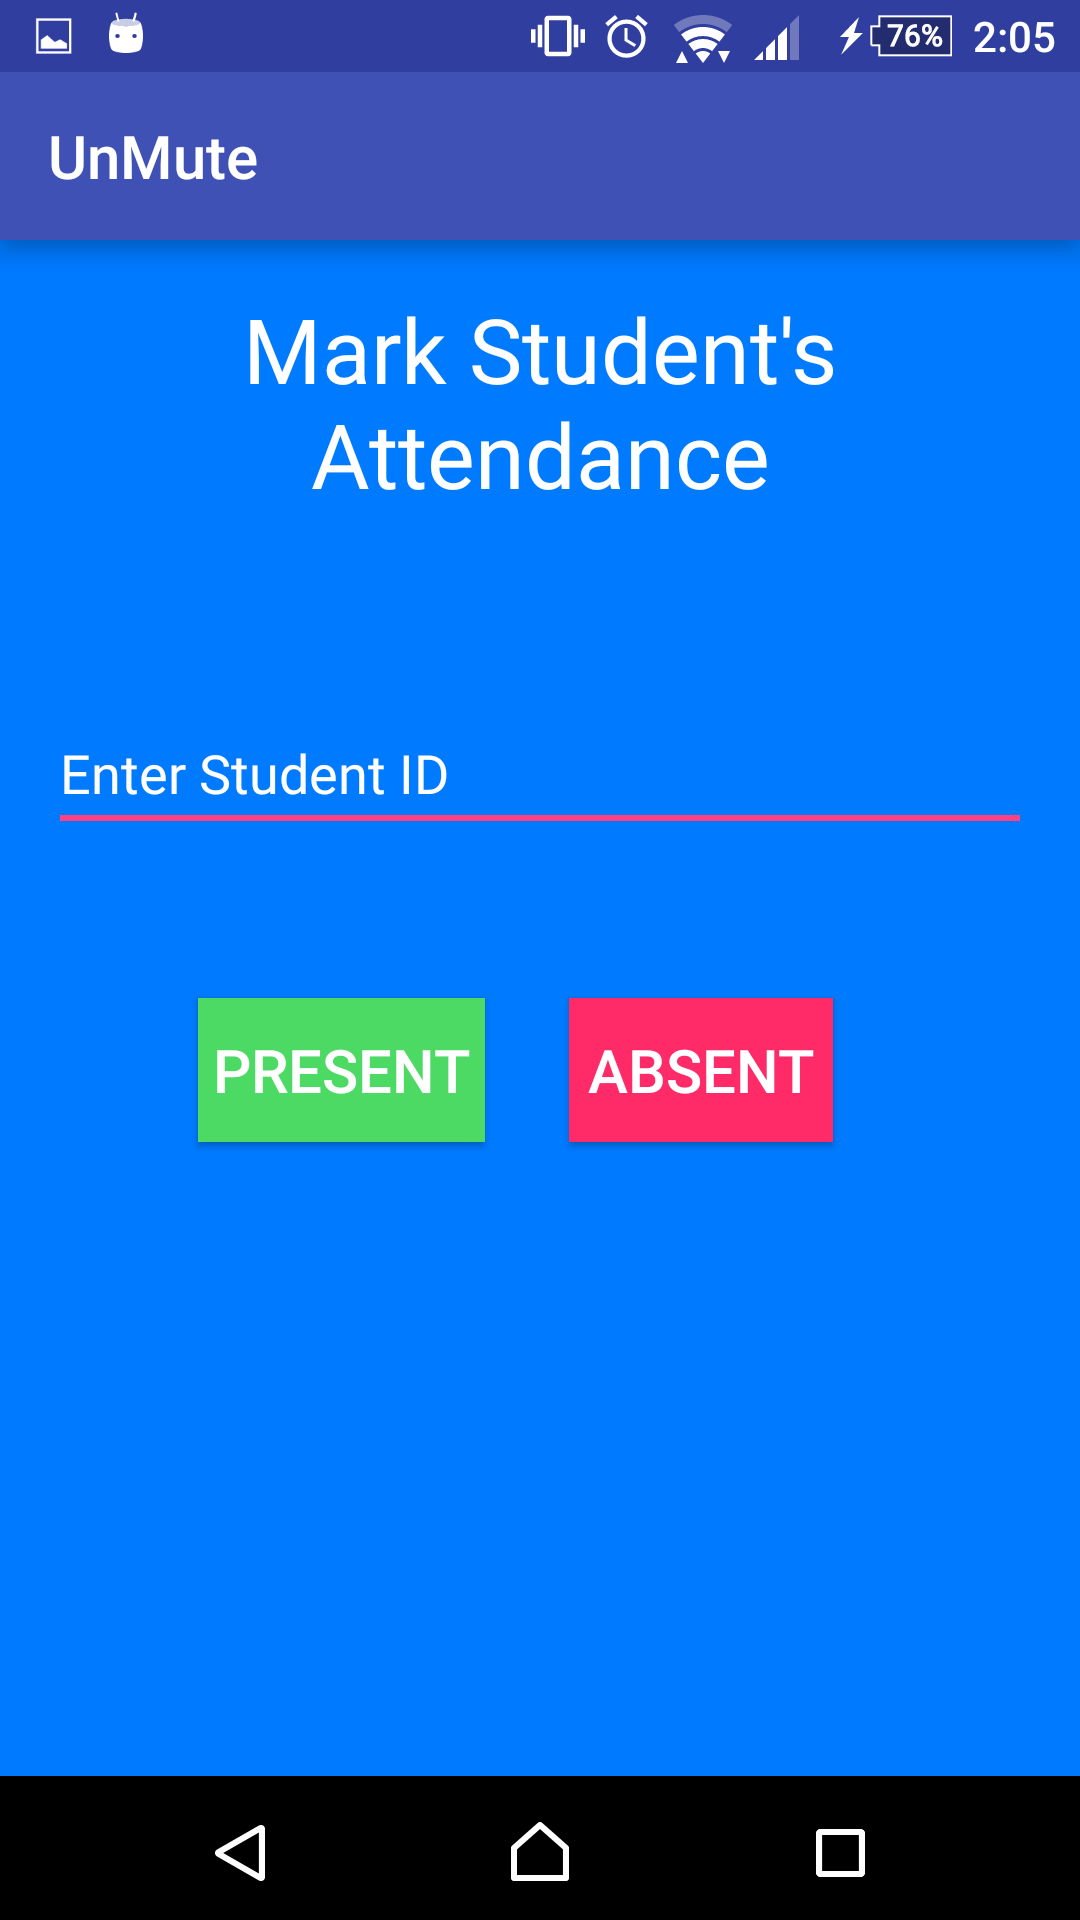 76% 2:05
UnMute
Mark Student's
Attendance
Enter Student ID
PRESENT ABSENT